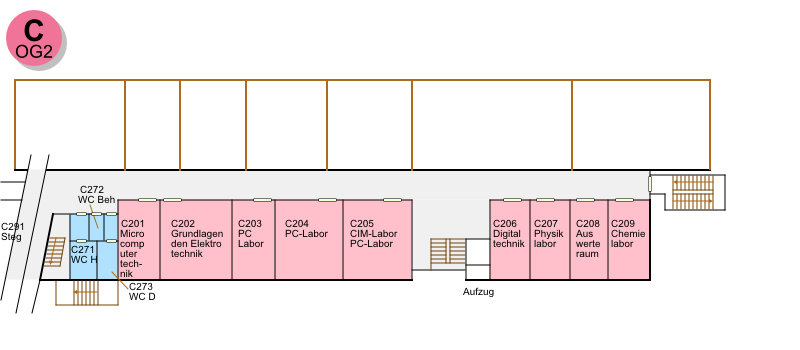 C
OG2
C272
WC Beh
C291
Steg
C271
WC H
C273
WC D
C201
Micro
comp
uter
tech-
nik
C202
Grundlagen
den Elektro
technik
C203
PC
Labor
C204
PC-Labor
C205
CIM-Labor
PC-Labor
Aufzug
C206
Digital
technik
C207
Physik
labor
C208
Aus
werte
raum
C209
Chemie
labor